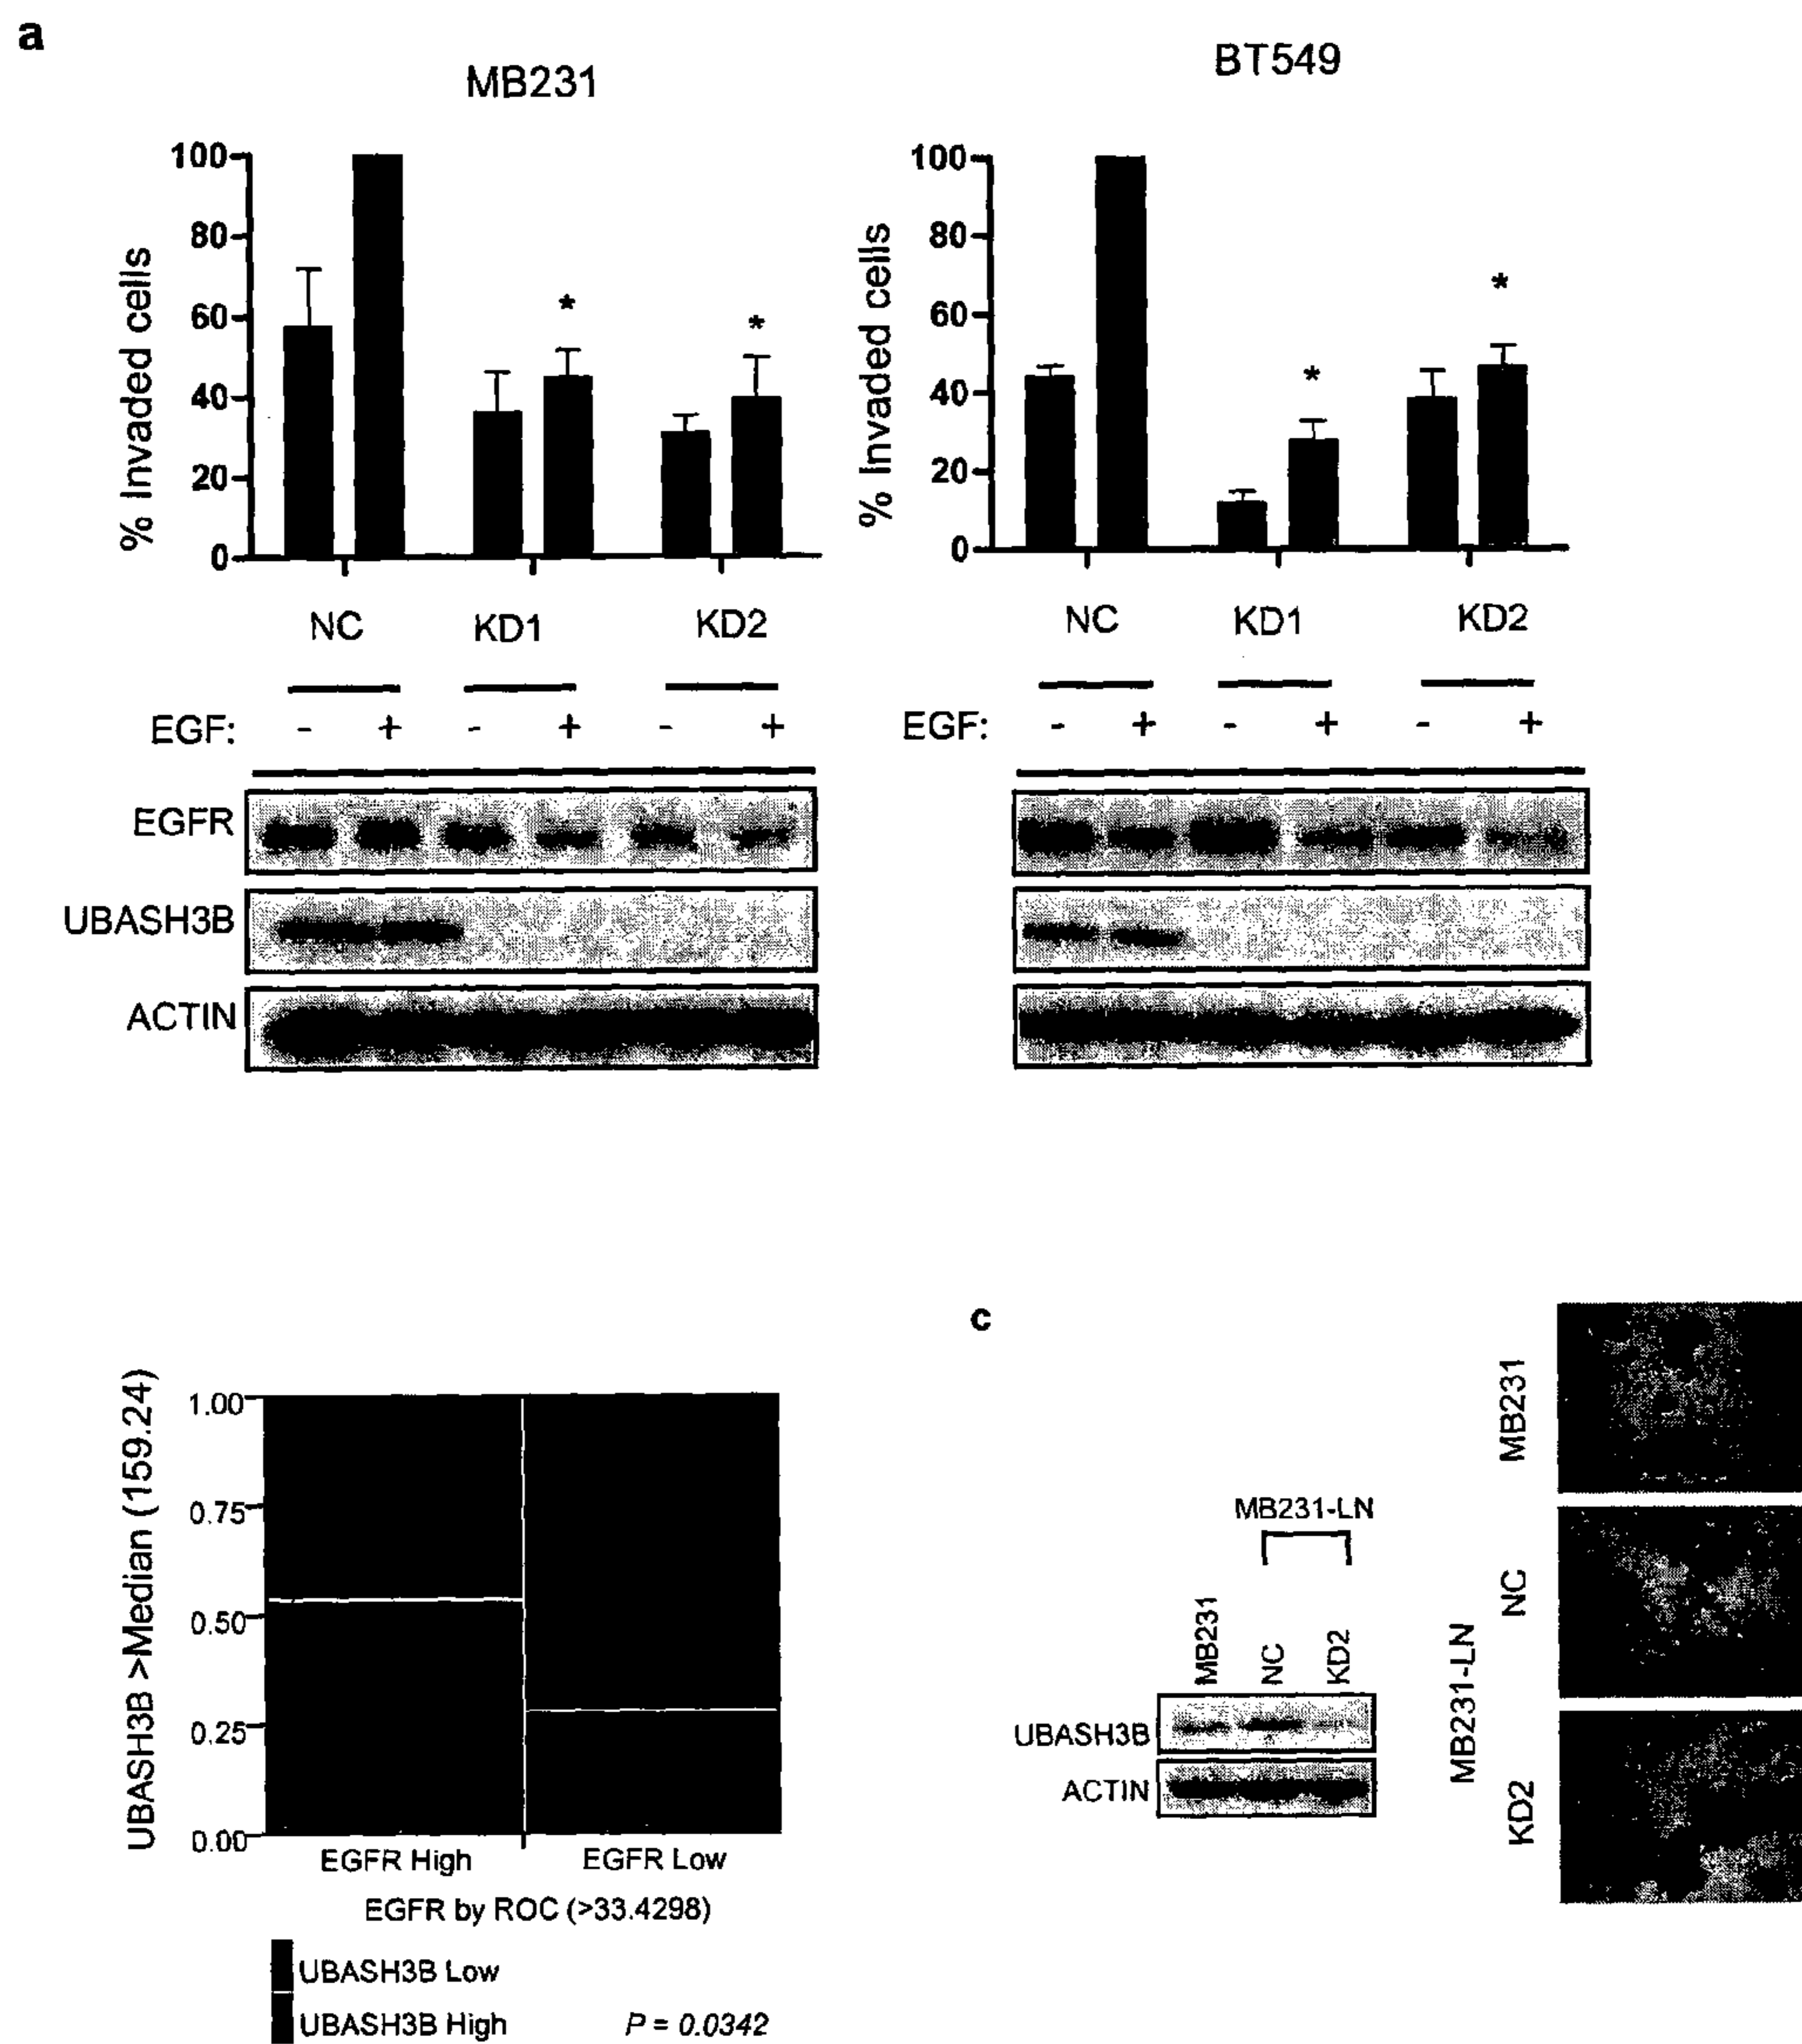 a
MB231
BT549
% Invaded cells
100
80
60
40
20
0
*
*
NC KD1 KD2
EGF: - + - + - +
% Invaded cells
100
80
60
40
20
0
*
*
NC KD1 KD2
EGF: - + - + - +
EGFR
UBASH3B
ACTIN
UBASH3B >Median (159.24)
1.00
0.75
0.50
0.25
0.00
EGFR High EGFR Low
EGFR by ROC (>33.4298)
UBASH3B Low
UBASH3B High P = 0.0342
c
MB231-LN
MB231
NC
KD2
UBASH3B
ACTIN
MB231
MB231-LN
NC
KD2